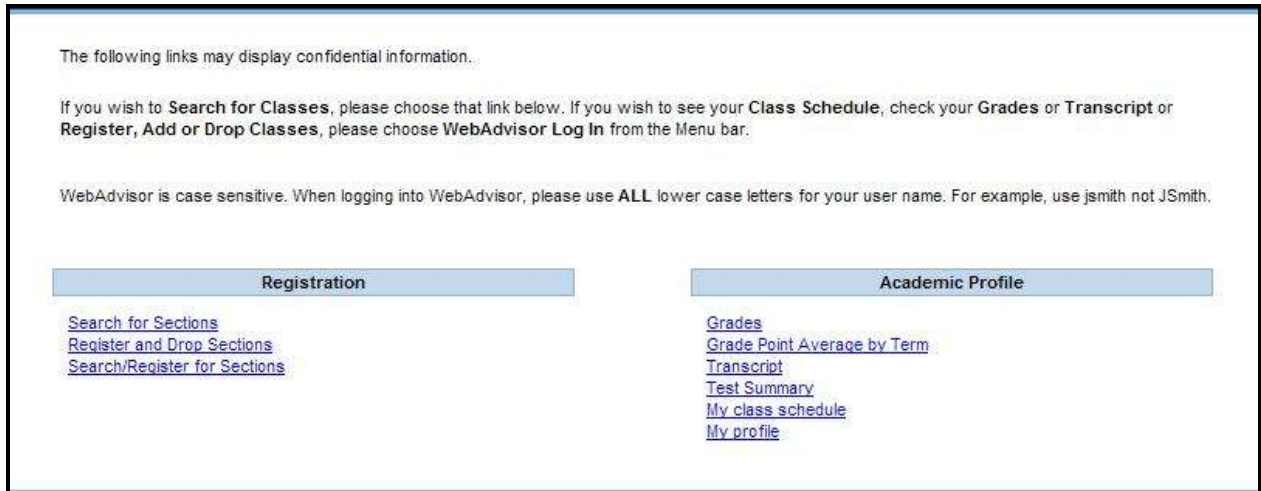 The following links may display confidential information.
If you wish to Search for Classes, please choose that link below. If you wish to see your Class Schedule, check your Grades or Transcript or
Register, Add or Drop Classes, please choose WebAdvisor Log In from the Menu bar.
WebAdvisor is case sensitive. When logging into WebAdvisor, please use ALL lower case letters for your user name. For example, use jsmith not JSmith.
Registration
Search for Sections
Register and Drop Sections
Search/Register for Sections
Academic Profile
Grades
Grade Point Average by Term
Transcript
Test Summary
My class schedule
My profile